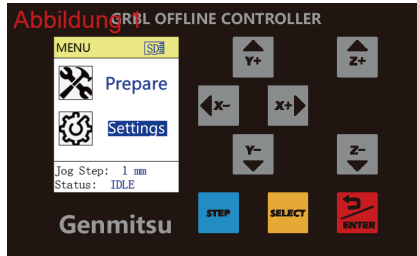 Abbildung 1
GRBL OFFLINE CONTROLLER
MENU SD
Prepare
Settings
Jog Step: 1 mm
Status: IDLE
Y+
Z+
X-
X+
Y-
Z-
Genmitsu
STEP
SELECT
ENTER